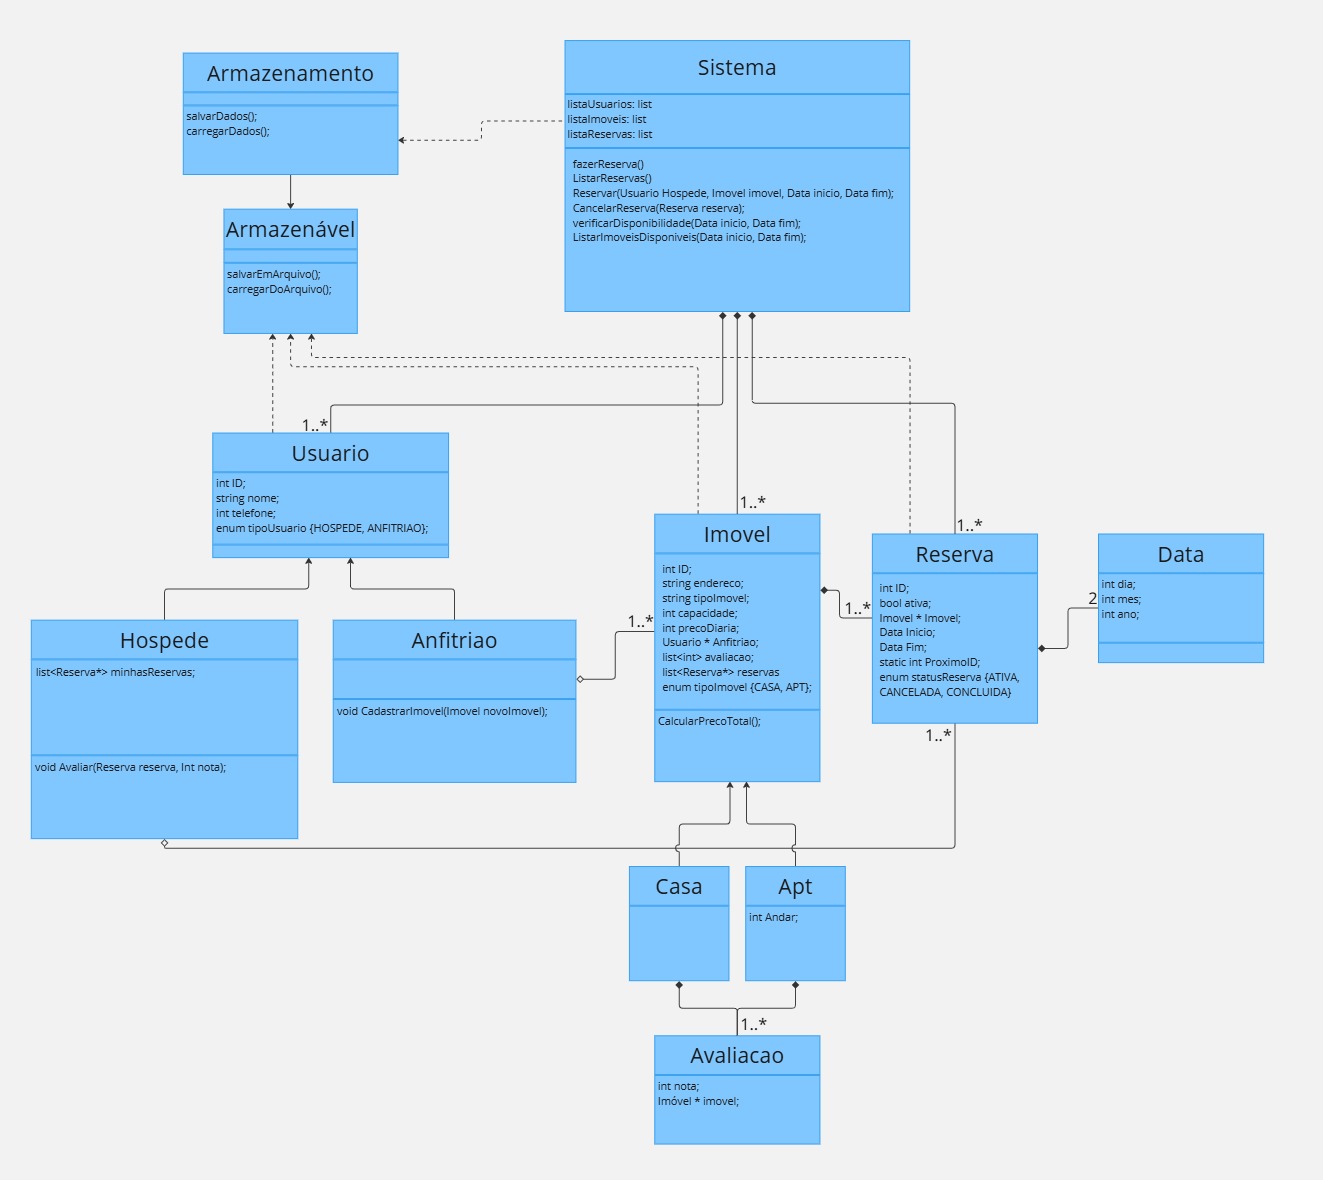 Armazenamento
salvarDados();
carregarDados();
Sistema
listaUsuarios: list
listaImoveis: list
listaReservas: list
fazerReserva()
ListarReservas()
Reservar(Usuario Hospede, Imovel imovel, Data inicio, Data fim);
CancelarReserva(Reserva reserva);
verificarDisponibilidade(Data inicio, Data fim);
ListarImoveisDisponiveis(Data inicio, Data fim);
Armazenável
salvarEmArquivo();
carregarDoArquivo();
1..*
Usuario
int ID;
string nome;
int telefone;
enum tipoUsuario {HOSPEDE, ANFITRIAO};
1..*
Imovel
int ID;
string endereco;
string tipoImovel;
int capacidade;
int precoDiaria;
Usuario * Anfitriao;
list<int> avaliacao;
list<Reserva*> reservas
enum tipoImovel {CASA, APT};
CalcularPrecoTotal();
1..*
Reserva
int ID;
bool ativa;
Imovel * Imovel;
Data Inicio;
Data Fim;
static int ProximoID;
enum statusReserva {ATIVA,
CANCELADA, CONCLUIDA}
1..*
1..*
2
Data
int dia;
int mes;
int ano;
Hospede
list<Reserva*> minhasReservas;
void Avaliar(Reserva reserva, Int nota);
Anfitriao
void CadastrarImovel(Imovel novoImovel);
1..*
Casa
Apt
int Andar;
1..*
Avaliacao
int nota;
Imóvel * imovel;